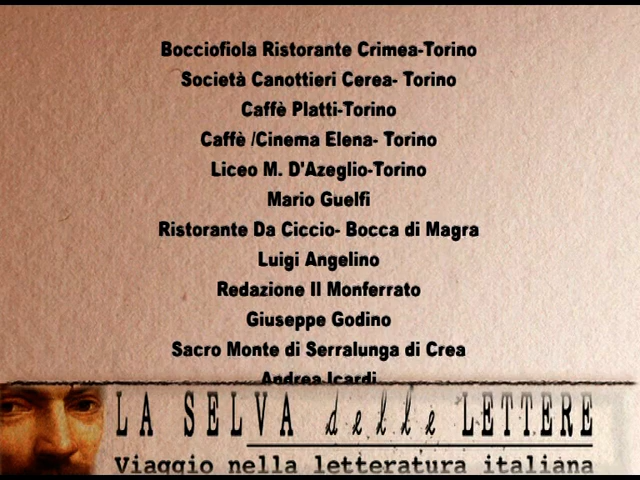 Bocciofiola Ristorante Crimea-Torino
Società Canottieri Cerea- Torino
Caffè Platti-Torino
Caffè /Cinema Elena- Torino
Liceo M. D'Azeglio-Torino
Mario Guelfi
Ristorante Da Ciccio- Bocca di Magra
Luigi Angelino
Redazione Il Monferrato
Giuseppe Godino
Sacro Monte di Serralunga di Crea
Andrea Icardi
LA SELVA delle LETTERE
Viaggio nella letteratura italiana